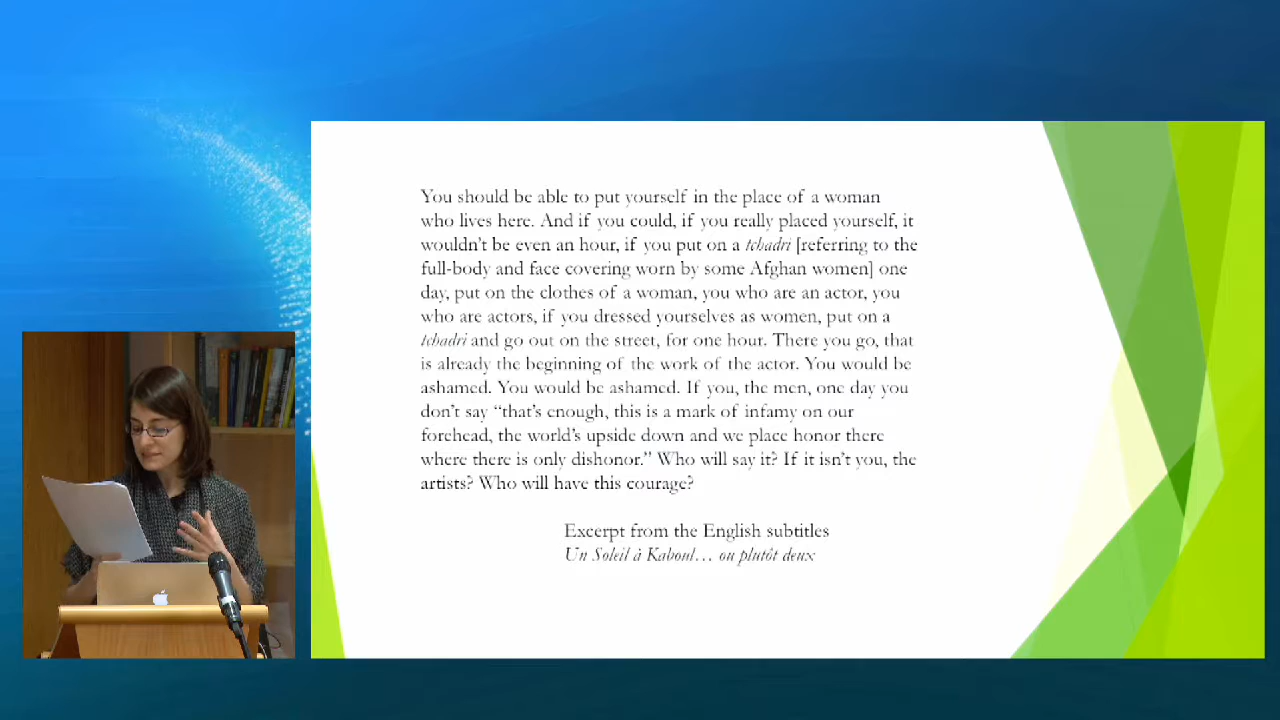 You should be able to put yourself in the place of a woman
who lives here. And if you could, if you really placed yourself, it
wouldn't be even an hour, if you put on a tchadri [referring to the
full-body and face covering worn by some Afghan women] one
day, put on the clothes of a woman, you who are an actor, you
who are actors, if you dressed yourselves as women, put on a
tchadri and go out on the street, for one hour. There you go, that
is already the beginning of the work of the actor. You would be
ashamed. You would be ashamed. If you, the men, one day you
don't say “that's enough, this is a mark of infamy on our
forehead, the world's upside down and we place honor there
where there is only dishonor.” Who will say it? If it isn't you, the
artists? Who will have this courage?
Excerpt from the English subtitles
Un Soleil à Kaboul… ou plutôt deux